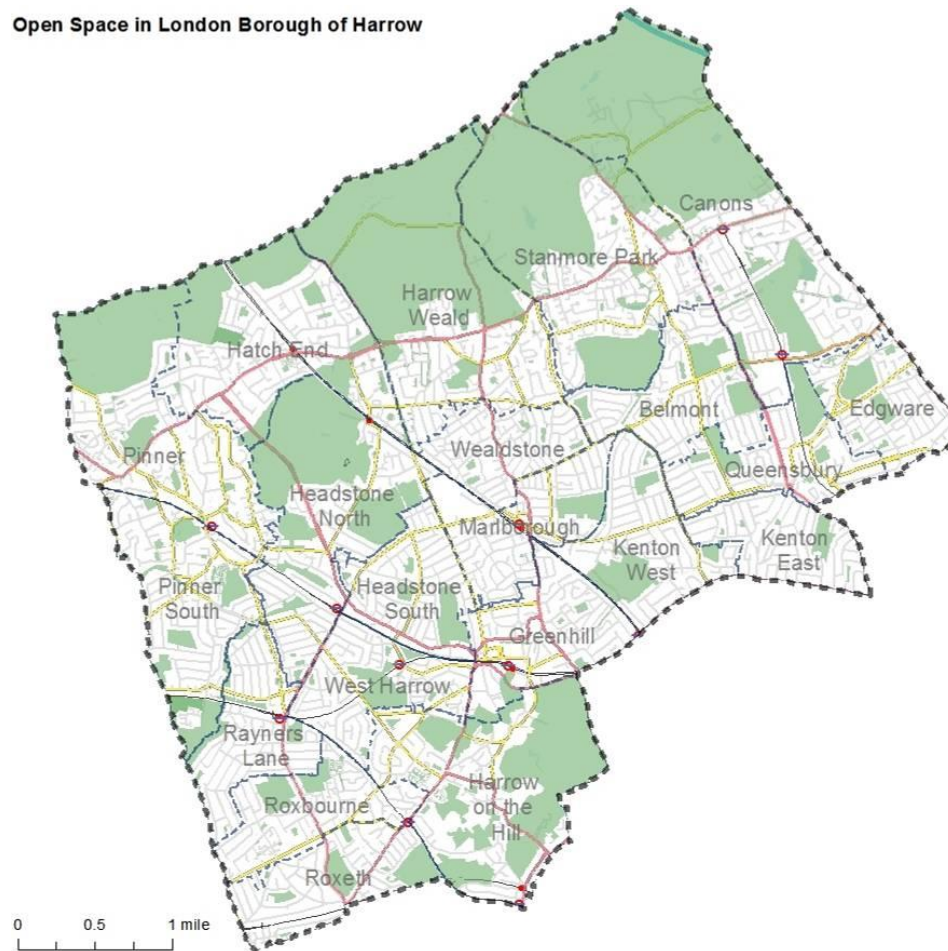 Open Space in London Borough of Harrow
Canons
Stanmore Park
Harrow
Weald
Hatch End
Belmont
Edgware
Pinner
Wealdstone
Queensbury
Headstone
North
Marlborough
Kenton
West
Kenton
East
Pinner
South
Headstone
South
Greenhill
West Harrow
Rayners
Lane
Harrow
on the
Hill
Roxbourne
Roxeth
0 0.5 1 mile